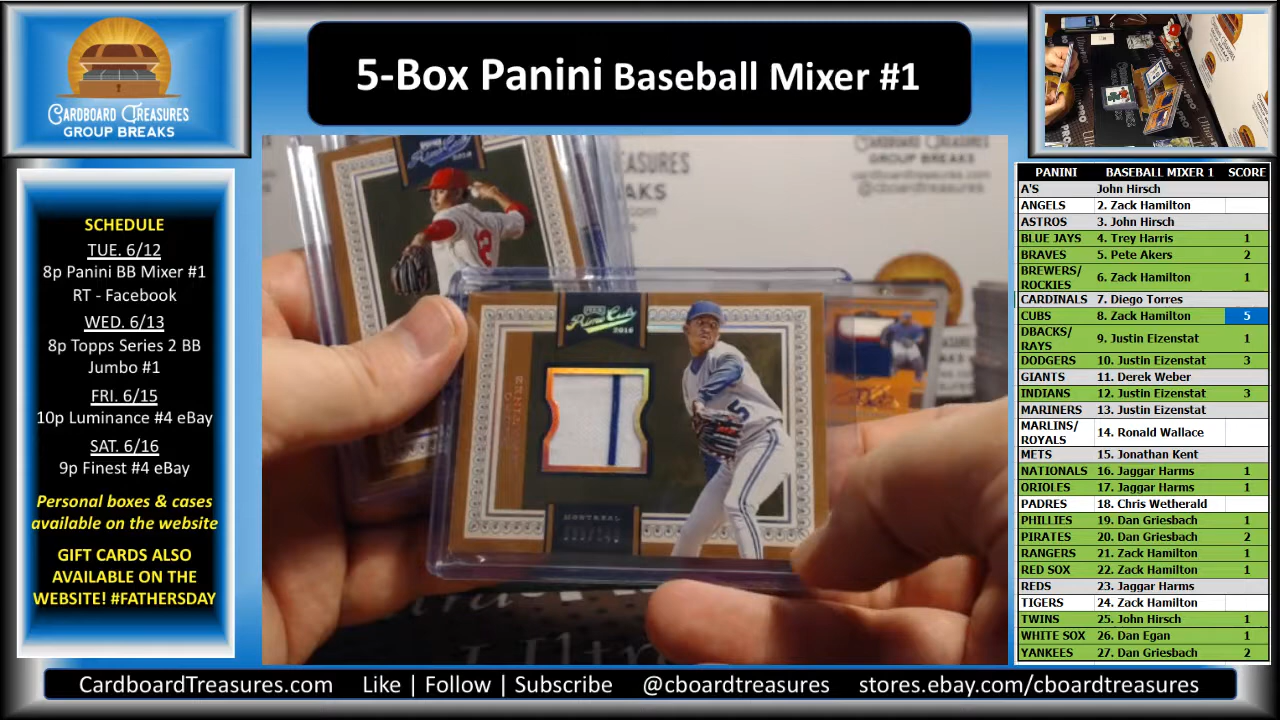 CARDBOARD TREASURES
GROUP BREAKS
5-Box Panini Baseball Mixer #1
SCHEDULE
TUE. 6/12
8p Panini BB Mixer #1
RT - Facebook
WED. 6/13
8p Topps Series 2 BB
Jumbo #1
FRI. 6/15
10p Luminance #4 eBay
SAT. 6/16
9p Finest #4 eBay
Personal boxes & cases
available on the website
GIFT CARDS ALSO
AVAILABLE ON THE
WEBSITE! #FATHERSDAY
EASURES
GROUP BREAKS
cardboardtreasures
@cboardtreasures
Prime Cuts
2016
MONTREAL
5
PANINI BASEBALL MIXER 1 SCORE
A'S John Hirsch
ANGELS 2. Zack Hamilton
ASTROS 3. John Hirsch
BLUE JAYS 4. Trey Harris 1
BRAVES 5. Pete Akers 2
BREWERS/
ROCKIES 6. Zack Hamilton 1
CARDINALS 7. Diego Torres
CUBS 8. Zack Hamilton 5
DBACKS/
RAYS 9. Justin Eizenstat 1
DODGERS 10. Justin Eizenstat 3
GIANTS 11. Derek Weber
INDIANS 12. Justin Eizenstat 3
MARINERS 13. Justin Eizenstat
MARLINS/
ROYALS 14. Ronald Wallace
METS 15. Jonathan Kent
NATIONALS 16. Jaggar Harms 1
ORIOLES 17. Jaggar Harms 1
PADRES 18. Chris Wetherald
PHILLIES 19. Dan Griesbach 1
PIRATES 20. Dan Griesbach 2
RANGERS 21. Zack Hamilton 1
RED SOX 22. Zack Hamilton 1
REDS 23. Jaggar Harms
TIGERS 24. Zack Hamilton
TWINS 25. John Hirsch 1
WHITE SOX 26. Dan Egan 1
YANKEES 27. Dan Griesbach 2
CardboardTreasures.com Like | Follow | Subscribe @cboardtreasures stores.ebay.com/cboardtreasures